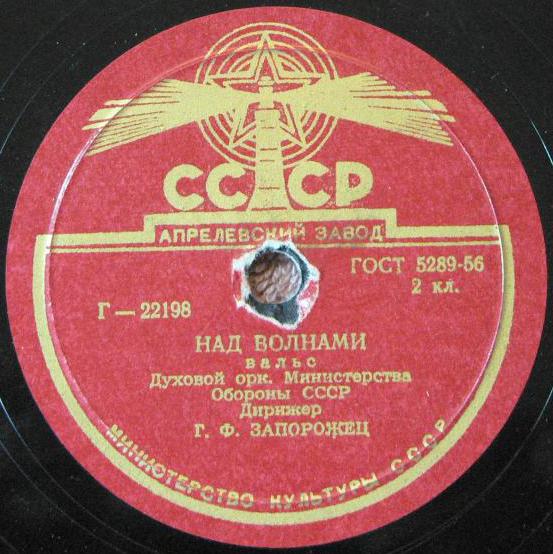 СССР
АПРЕЛЕВСКИЙ ЗАВОД
ГОСТ 5289-56
2 кл.
Г — 22198
НАД ВОЛНАМИ
вальс
Духовой орк. Министерства
Обороны СССР
Дирижер
Г. Ф. ЗАПОРОЖЕЦ
МИНИСТЕРСТВО КУЛЬТУРЫ СССР